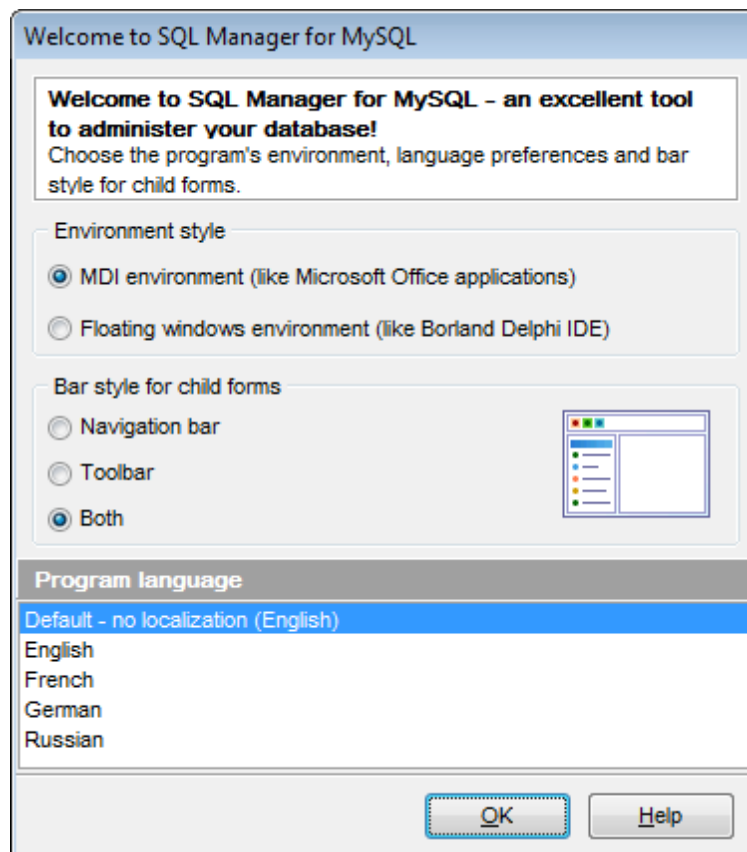 Welcome to SQL Manager for MySQL
Welcome to SQL Manager for MySQL - an excellent tool
to administer your database!
Choose the program's environment, language preferences and bar
style for child forms.
Environment style
MDI environment (like Microsoft Office applications)
Floating windows environment (like Borland Delphi IDE)
Bar style for child forms
Navigation bar
Toolbar
Both
Program language
Default - no localization (English)
English
French
German
Russian
OK
Help